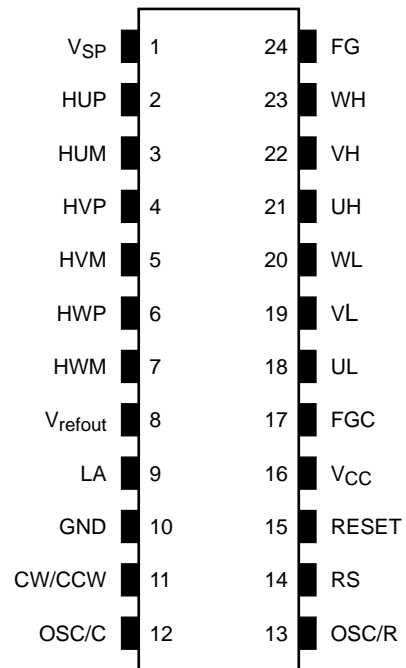 VSP 1 24 FG
HUP 2 23 WH
HUM 3 22 VH
HVP 4 21 UH
HVM 5 20 WL
HWP 6 19 VL
HWM 7 18 UL
Vrefout 8 17 FGC
LA 9 16 VCC
GND 10 15 RESET
CW/CCW 11 14 RS
OSC/C 12 13 OSC/R